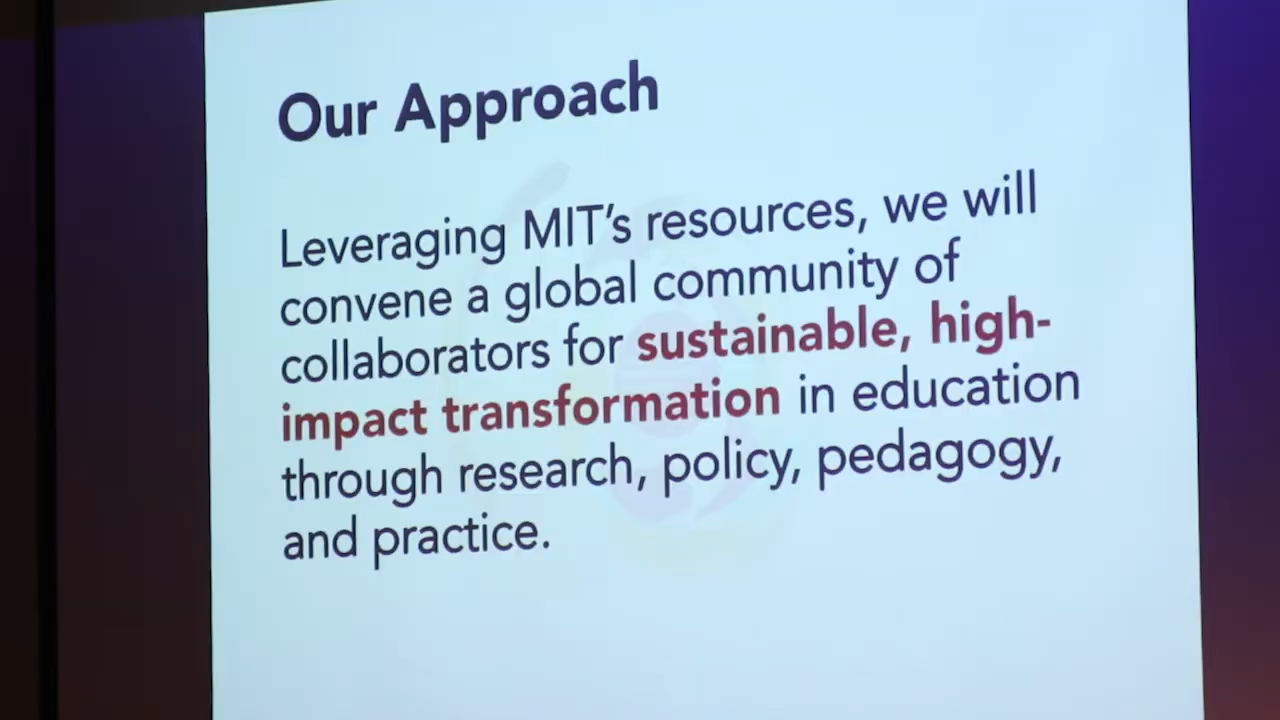 Our Approach
Leveraging MIT's resources, we will
convene a global community of
collaborators for sustainable, high-
impact transformation in education
through research, policy, pedagogy,
and practice.